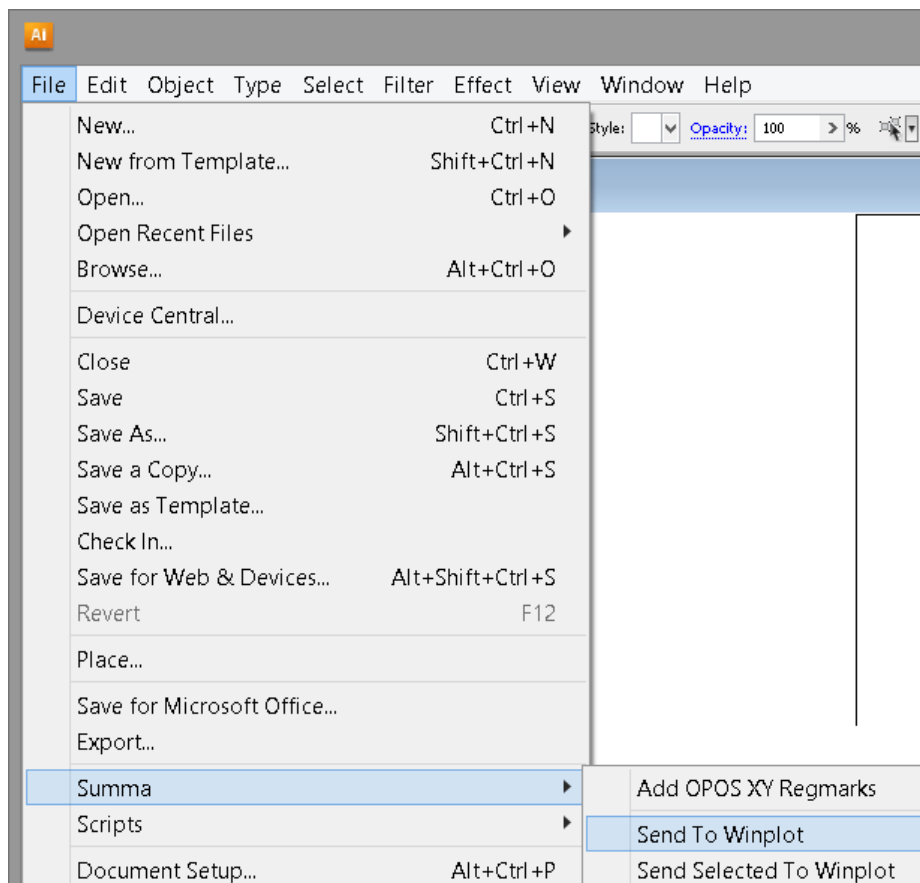 Ai
File Edit Object Type Select Filter Effect View Window Help
New... Ctrl+N
Style: Opacity: 100 > %
New from Template... Shift+Ctrl+N
Open... Ctrl+O
Open Recent Files
Browse... Alt+Ctrl+O
Device Central...
Close Ctrl+W
Save Ctrl+S
Save As... Shift+Ctrl+S
Save a Copy... Alt+Ctrl+S
Save as Template...
Check In...
Save for Web & Devices... Alt+Shift+Ctrl+S
Revert F12
Place...
Save for Microsoft Office...
Export...
Summa
Add OPOS XY Regmarks
Scripts
Send To Winplot
Document Setup... Alt+Ctrl+P
Send Selected To Winplot